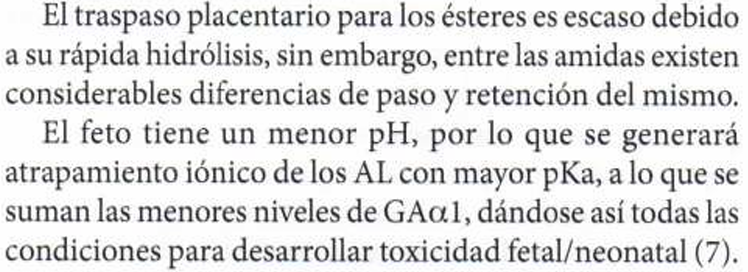 El traspaso placentario para los ésteres es escaso debido
a su rápida hidrólisis, sin embargo, entre las amidas existen
considerables diferencias de paso y retención del mismo.
El feto tiene un menor pH, por lo que se generará
atrapamiento iónico de los AL con mayor pKa, a lo que se
suman las menores niveles de GAα1, dándose así todas las
condiciones para desarrollar toxicidad fetal/neonatal (7).